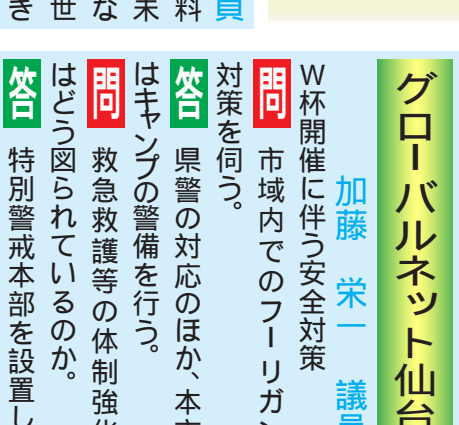 グローバルネット仙台
加藤 栄一 議員
W杯開催に伴う安全対策
問 市域内でのフーリガン
対策を伺う。
答 県警の対応のほか、本市
はキャンプの警備を行う。
問 救急救護等の体制強化
はどう図られているのか。
答 特別警戒本部を設置し
員
料
末
な
世
き